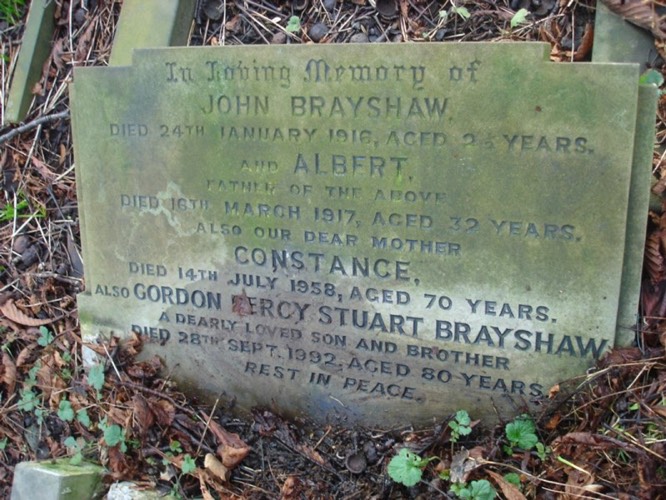 In Loving Memory of
JOHN BRAYSHAW,
DIED 24TH JANUARY 1916, AGED YEARS.
AND ALBERT,
FATHER OF THE ABOVE
DIED 16TH MARCH 1917, AGED 32 YEARS.
ALSO OUR DEAR MOTHER
CONSTANCE,
DIED 14TH JULY 1958, AGED 70 YEARS.
ALSO GORDON PERCY STUART BRAYSHAW
A DEARLY LOVED SON AND BROTHER
DIED 28TH SEPT. 1992, AGED 80 YEARS.
REST IN PEACE.